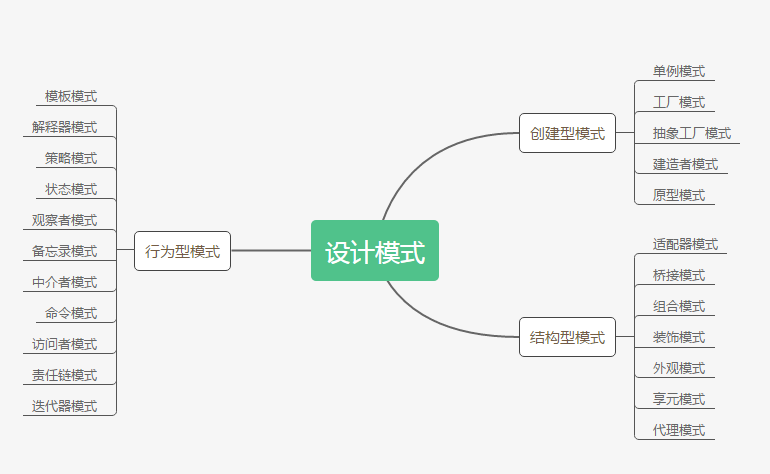 设计模式
创建型模式
单例模式
工厂模式
抽象工厂模式
建造者模式
原型模式
结构型模式
适配器模式
桥接模式
组合模式
装饰模式
外观模式
享元模式
代理模式
行为型模式
模板模式
解释器模式
策略模式
状态模式
观察者模式
备忘录模式
中介者模式
命令模式
访问者模式
责任链模式
迭代器模式